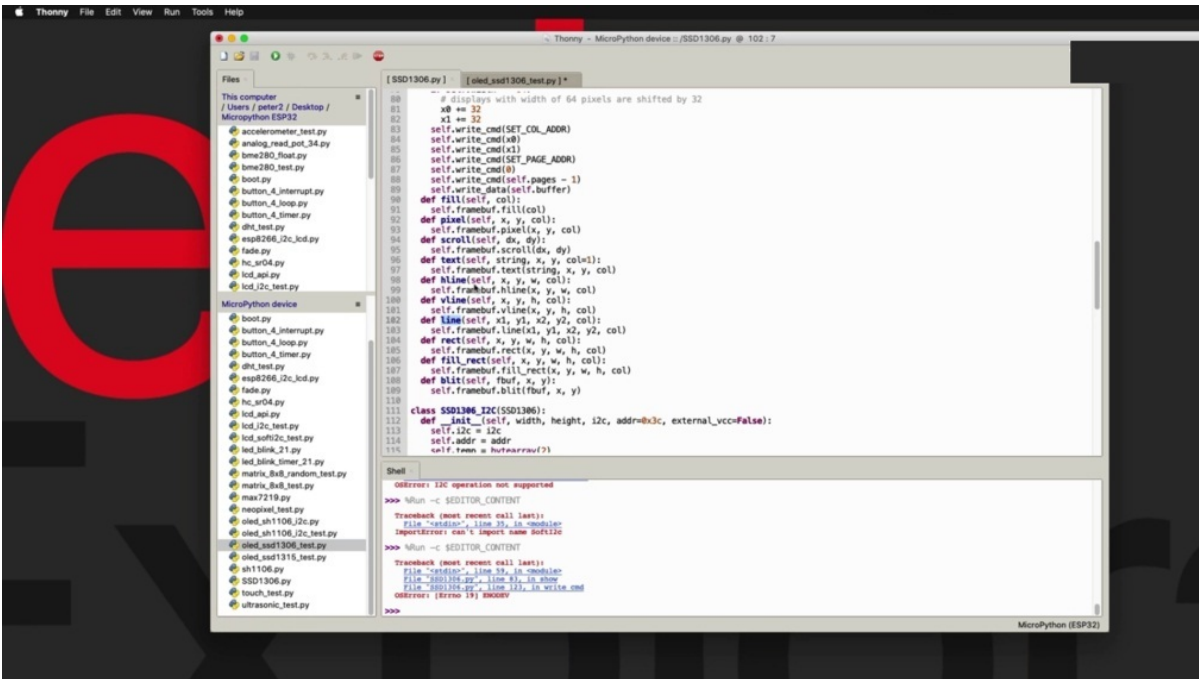 Thonny File Edit View Run Tools Help
Thonny - MicroPython device :: /SSD1306.py @ 102 : 7
Files
[ SSD1306.py ]
[ oled_ssd1306_test.py ] *
This computer
/ Users / peter2 / Desktop /
Micropython ESP32
accelerometer_test.py
analog_read_pot_34.py
bme280_float.py
bme280_test.py
boot.py
button_4_interrupt.py
button_4_loop.py
button_4_timer.py
dht_test.py
esp8266_i2c_lcd.py
fade.py
hc_sr04.py
lcd_api.py
lcd_i2c_test.py
MicroPython device
boot.py
button_4_interrupt.py
button_4_loop.py
button_4_timer.py
dht_test.py
esp8266_i2c_lcd.py
fade.py
hc_sr04.py
lcd_api.py
lcd_i2c_test.py
lcd_softi2c_test.py
led_blink_21.py
led_blink_timer_21.py
matrix_8x8_random_test.py
matrix_8x8_test.py
max7219.py
neopixel_test.py
oled_sh1106_i2c.py
oled_sh1106_i2c_test.py
oled_ssd1306_test.py
oled_ssd1315_test.py
sh1106.py
SSD1306.py
touch_test.py
ultrasonic_test.py
80 # displays with width of 64 pixels are shifted by 32
81 x0 += 32
82 x1 += 32
83 self.write_cmd(SET_COL_ADDR)
84 self.write_cmd(x0)
85 self.write_cmd(x1)
86 self.write_cmd(SET_PAGE_ADDR)
87 self.write_cmd(0)
88 self.write_cmd(self.pages - 1)
89 self.write_data(self.buffer)
90 def fill(self, col):
91 self.framebuf.fill(col)
92 def pixel(self, x, y, col):
93 self.framebuf.pixel(x, y, col)
94 def scroll(self, dx, dy):
95 self.framebuf.scroll(dx, dy)
96 def text(self, string, x, y, col=1):
97 self.framebuf.text(string, x, y, col)
98 def hline(self, x, y, w, col):
99 self.framebuf.hline(x, y, w, col)
100 def vline(self, x, y, h, col):
101 self.framebuf.vline(x, y, h, col)
102 def line(self, x1, y1, x2, y2, col):
103 self.framebuf.line(x1, y1, x2, y2, col)
104 def rect(self, x, y, w, h, col):
105 self.framebuf.rect(x, y, w, h, col)
106 def fill_rect(self, x, y, w, h, col):
107 self.framebuf.fill_rect(x, y, w, h, col)
108 def blit(self, fbuf, x, y):
109 self.framebuf.blit(fbuf, x, y)
110
111 class SSD1306_I2C(SSD1306):
112 def __init__(self, width, height, i2c, addr=0x3c, external_vcc=False):
113 self.i2c = i2c
114 self.addr = addr
115 self.temp = bytearray(2)
Shell
OSError: I2C operation not supported
>>> %Run -c $EDITOR_CONTENT
Traceback (most recent call last):
File "<stdin>", line 35, in <module>
ImportError: can't import name SoftI2c
>>> %Run -c $EDITOR_CONTENT
Traceback (most recent call last):
File "<stdin>", line 59, in <module>
File "SSD1306.py", line 83, in show
File "SSD1306.py", line 123, in write_cmd
OSError: [Errno 19] ENODEV
>>>
MicroPython (ESP32)